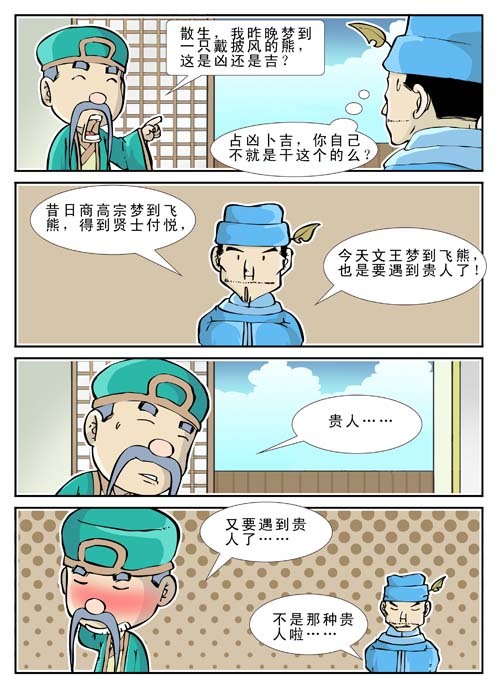 散生，我昨晚梦到
一只戴披风的熊，
这是凶还是吉？
占凶卜吉，你自己
不就是干这个的么？
昔日商高宗梦到飞
熊，得到贤士付悦，
今天文王梦到飞熊，
也是要遇到贵人了！
贵人……
又要遇到贵
人了……
不是那种贵
人啦……